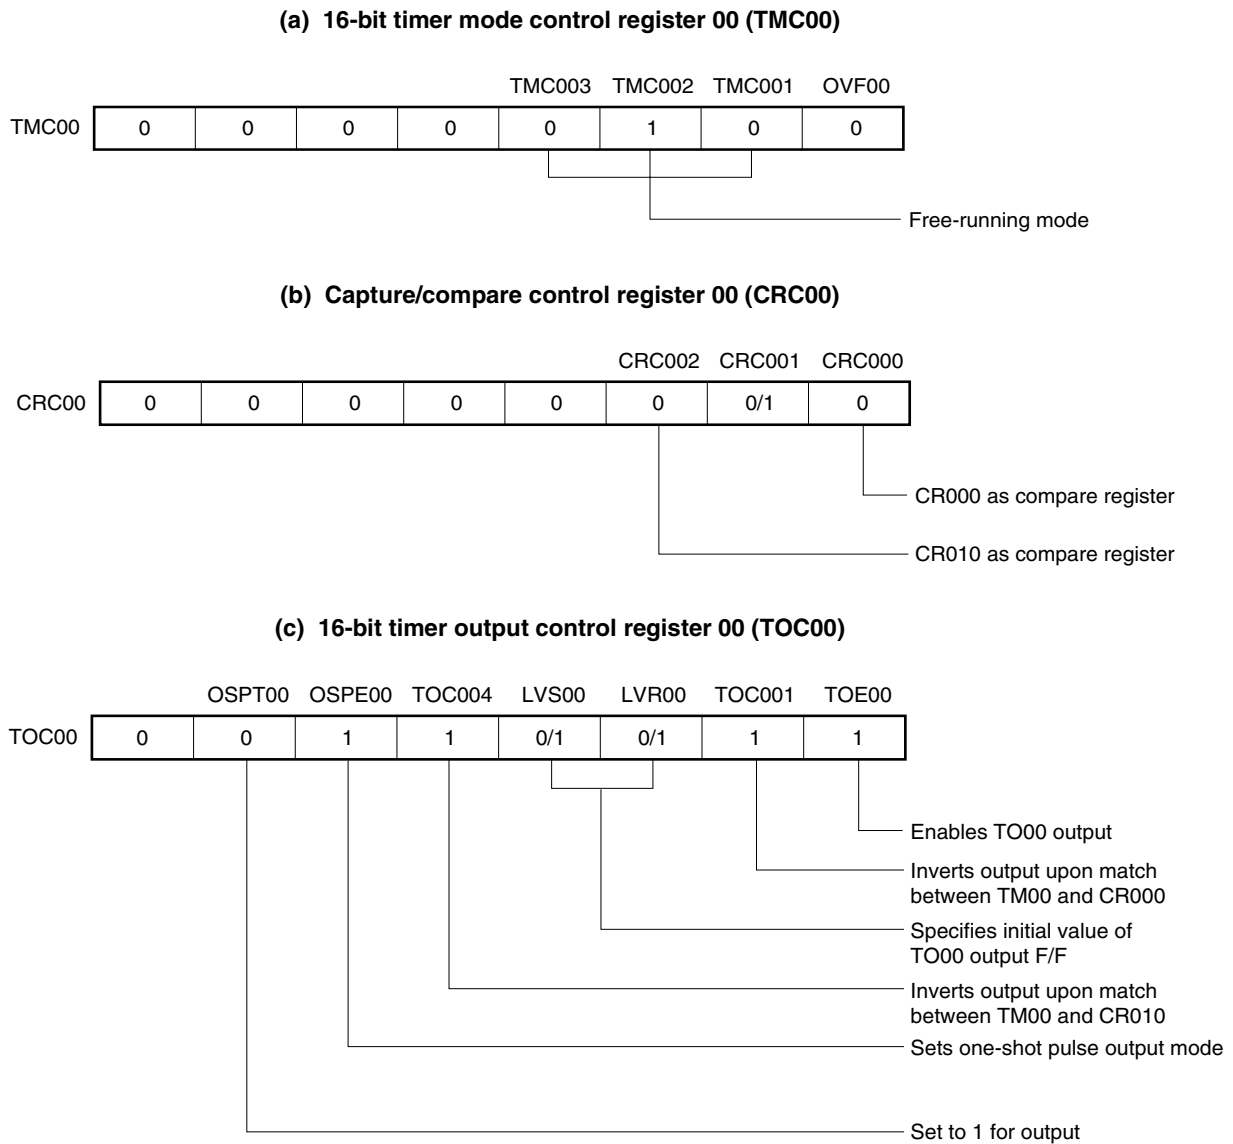 (a) 16-bit timer mode control register 00 (TMC00)
TMC003 TMC002 TMC001 OVF00
TMC00 0 0 0 0 0 1 0 0
Free-running mode
(b) Capture/compare control register 00 (CRC00)
CRC002 CRC001 CRC000
CRC00 0 0 0 0 0 0 0/1 0
CR000 as compare register
CR010 as compare register
(c) 16-bit timer output control register 00 (TOC00)
OSPT00 OSPE00 TOC004 LVS00 LVR00 TOC001 TOE00
TOC00 0 0 1 1 0/1 0/1 1 1
Enables TO00 output
Inverts output upon match
between TM00 and CR000
Specifies initial value of
TO00 output F/F
Inverts output upon match
between TM00 and CR010
Sets one-shot pulse output mode
Set to 1 for output